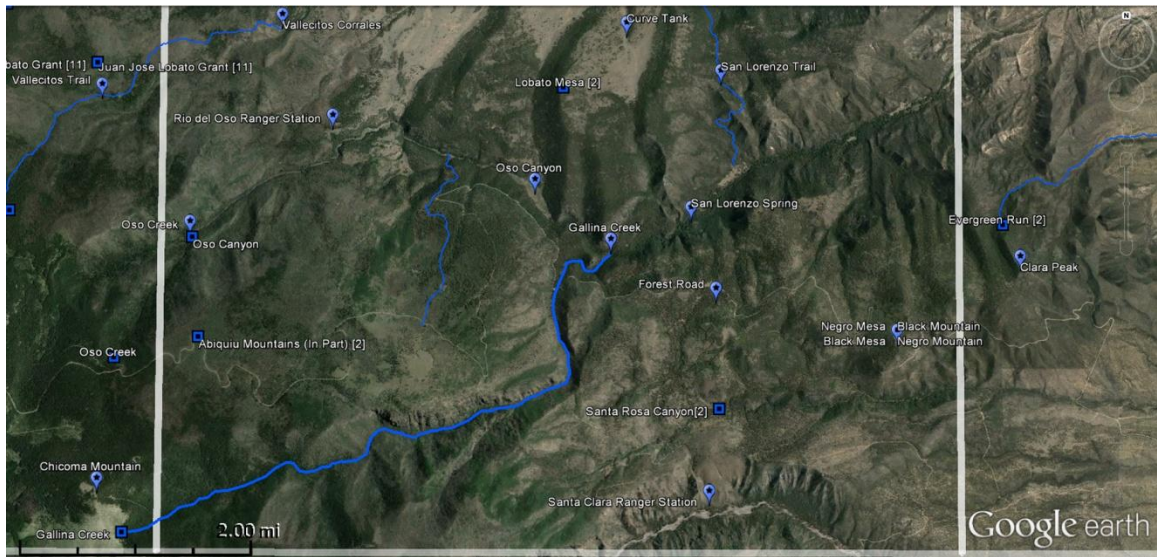 Vallecitos Corrales
Curve Tank
N
Lobato Grant [11]
Juan Jose Lobato Grant [11]
Vallecitos Trail
San Lorenzo Trail
Lobato Mesa [2]
Rio del Oso Ranger Station
Oso Canyon
San Lorenzo Spring
Oso Creek
Evergreen Run [2]
Gallina Creek
Oso Canyon
Clara Peak
Forest Road
Negro Mesa
Black Mountain
Black Mesa
Negro Mountain
Abiquiu Mountains (In Part) [2]
Oso Creek
Santa Rosa Canyon[2]
Chicoma Mountain
Santa Clara Ranger Station
Gallina Creek
2.00 mi
Google earth